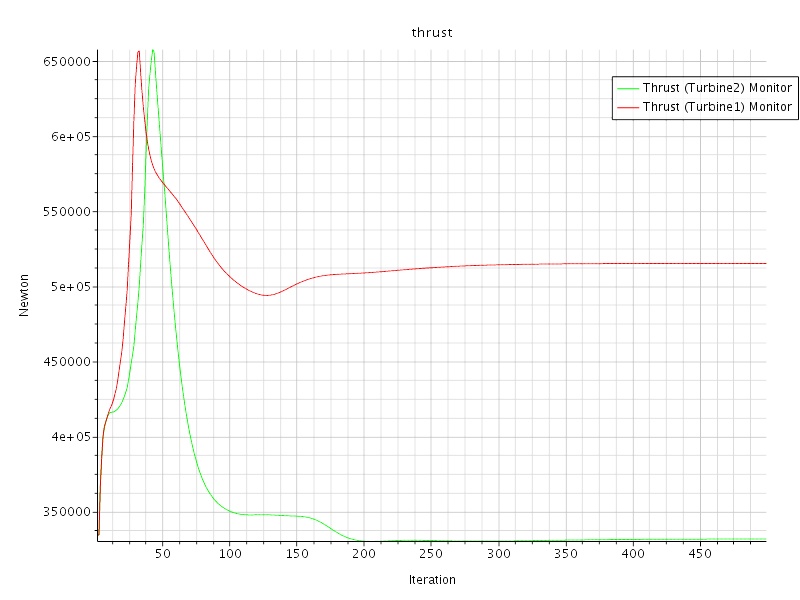 thrust
Thrust (Turbine2) Monitor
Thrust (Turbine1) Monitor
650000
6e+05
550000
5e+05
450000
4e+05
350000
Newton
50 100 150 200 250 300 350 400 450
Iteration